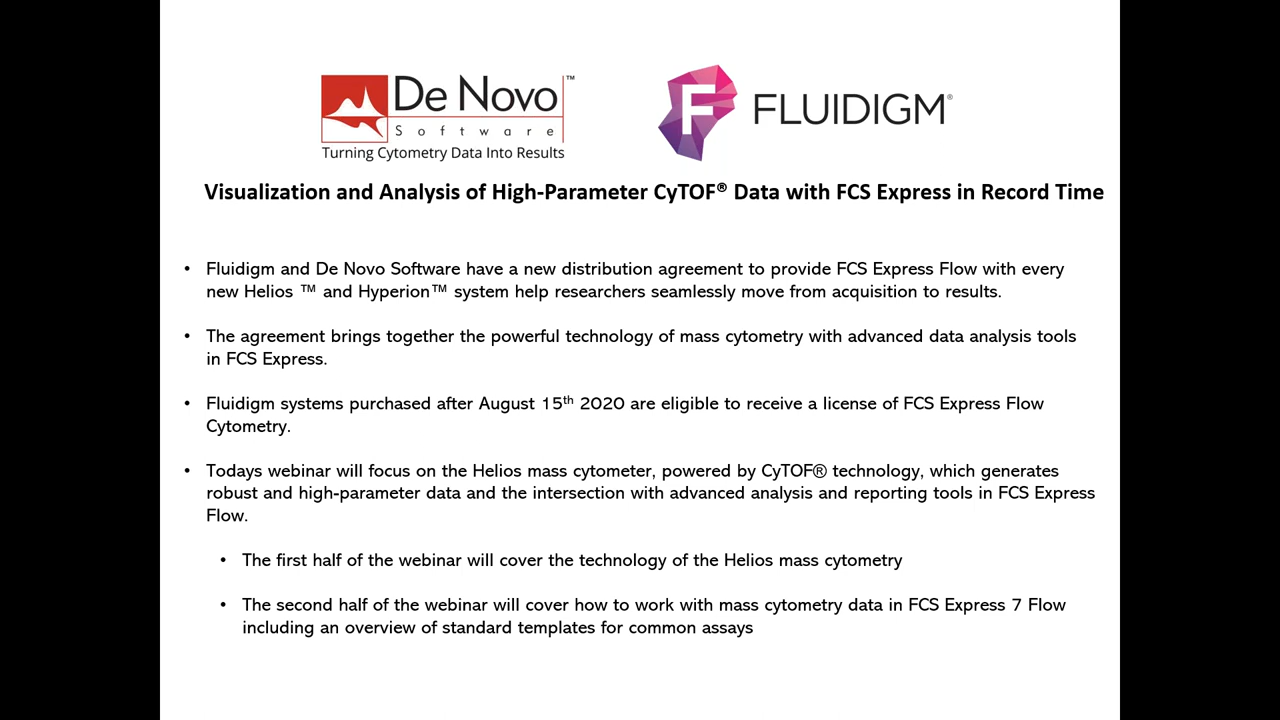 De Novo™
Software
Turning Cytometry Data Into Results
F FLUIDIGM®
Visualization and Analysis of High-Parameter CyTOF® Data with FCS Express in Record Time
• Fluidigm and De Novo Software have a new distribution agreement to provide FCS Express Flow with every
new Helios ™ and Hyperion™ system help researchers seamlessly move from acquisition to results.
• The agreement brings together the powerful technology of mass cytometry with advanced data analysis tools
in FCS Express.
• Fluidigm systems purchased after August 15th 2020 are eligible to receive a license of FCS Express Flow
Cytometry.
• Todays webinar will focus on the Helios mass cytometer, powered by CyTOF® technology, which generates
robust and high-parameter data and the intersection with advanced analysis and reporting tools in FCS Express
Flow.
• The first half of the webinar will cover the technology of the Helios mass cytometry
• The second half of the webinar will cover how to work with mass cytometry data in FCS Express 7 Flow
including an overview of standard templates for common assays